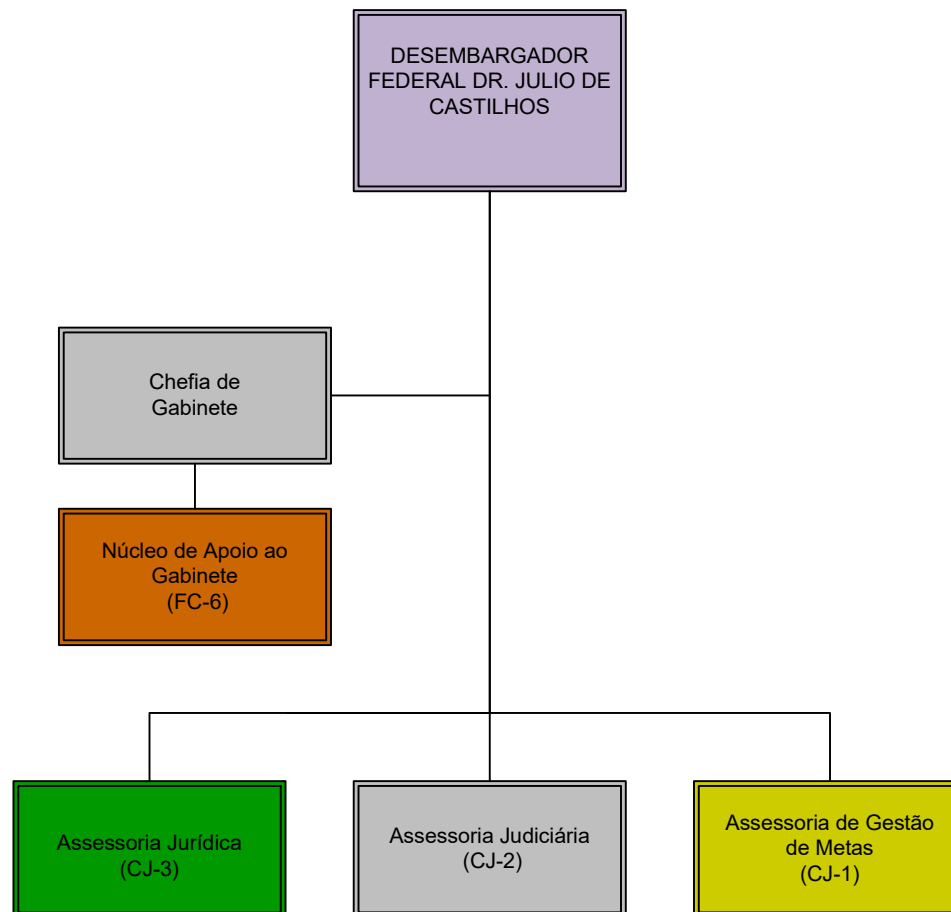 DESEMBARGADOR
FEDERAL DR. JULIO DE
CASTILHOS
Chefia de
Gabinete
Núcleo de Apoio ao
Gabinete
(FC-6)
Assessoria Jurídica
(CJ-3)
Assessoria Judiciária
(CJ-2)
Assessoria de Gestão
de Metas
(CJ-1)